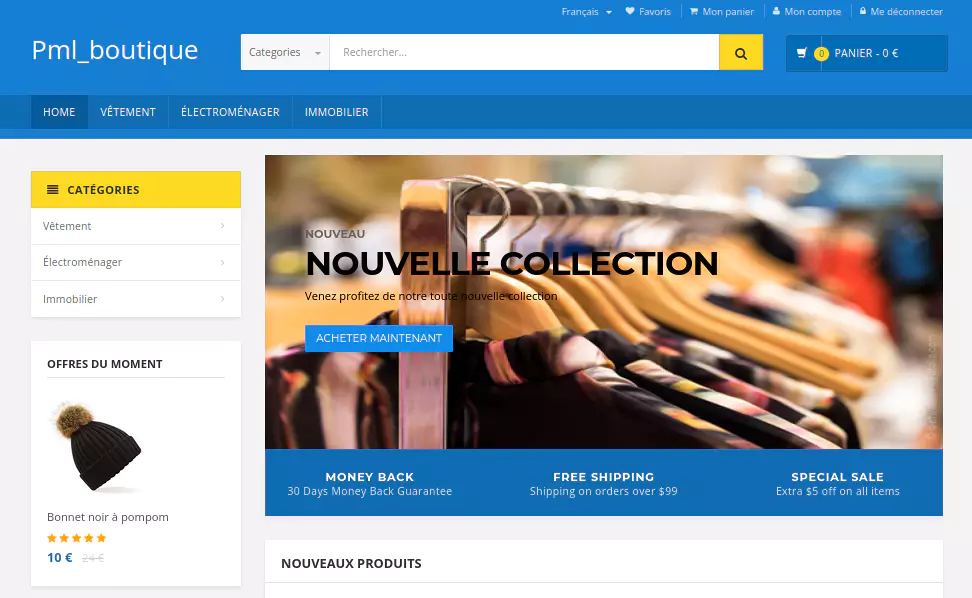 Français
Favoris
Mon panier
Mon compte
Me déconnecter
Pml_boutique
Categories
Rechercher...
0
PANIER - 0 €
HOME
VÊTEMENT
ÉLECTROMÉNAGER
IMMOBILIER
CATÉGORIES
Vêtement
Électroménager
Immobilier
NOUVEAU
NOUVELLE COLLECTION
Venez profitez de notre toute nouvelle collection
ACHETER MAINTENANT
MONEY BACK
30 Days Money Back Guarantee
FREE SHIPPING
Shipping on orders over $99
SPECIAL SALE
Extra $5 off on all items
OFFRES DU MOMENT
Bonnet noir à pompom
10 € 24 €
NOUVEAUX PRODUITS